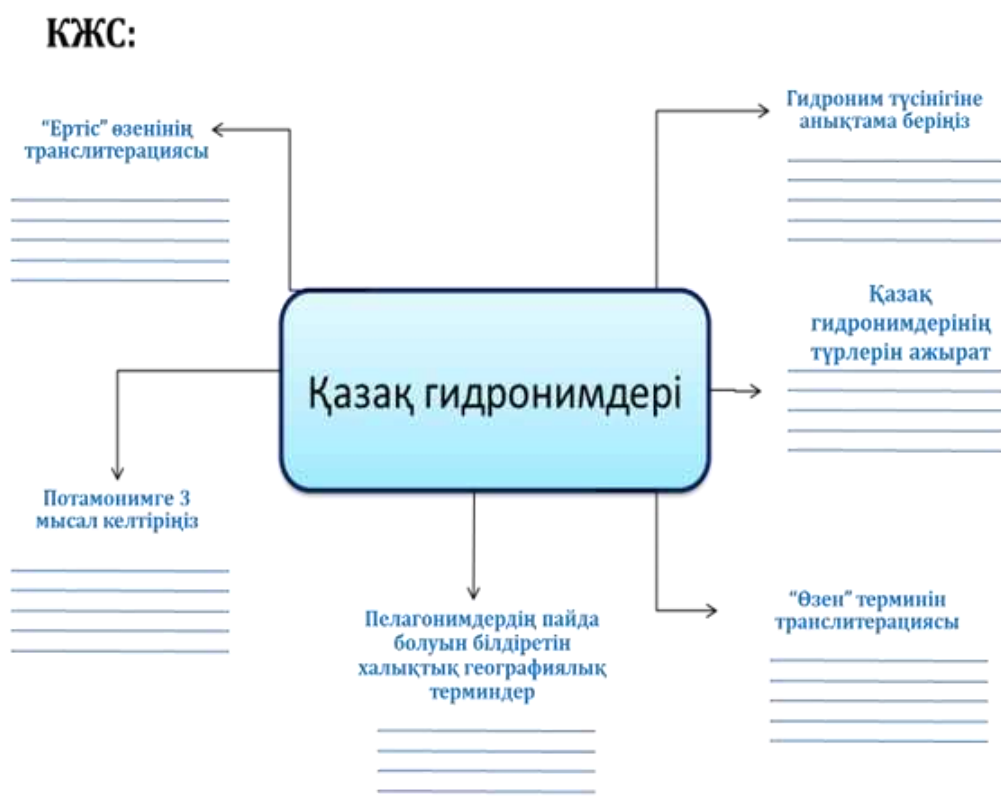 КЖС:
“Ертіс” өзенінің
транслитерациясы
Гидроним түсінігіне
анықтама беріңіз
Қазақ
гидронимдерінің
түрлерін ажырат
Қазақ гидронимдері
Потамонимге 3
мысал келтіріңіз
Пелагонимдердің пайда
болуын білдіретін
халықтық географиялық
терминдер
“Өзен” терминін
транслитерациясы